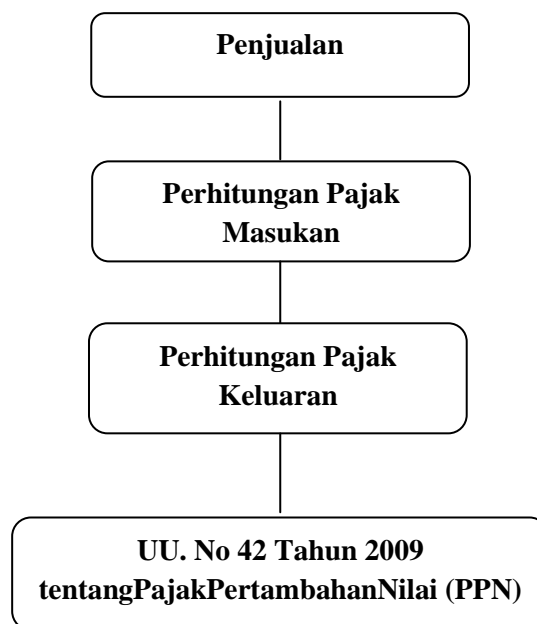 Penjualan
Perhitungan Pajak
Masukan
Perhitungan Pajak
Keluaran
UU. No 42 Tahun 2009
tentangPajakPertambahanNilai (PPN)